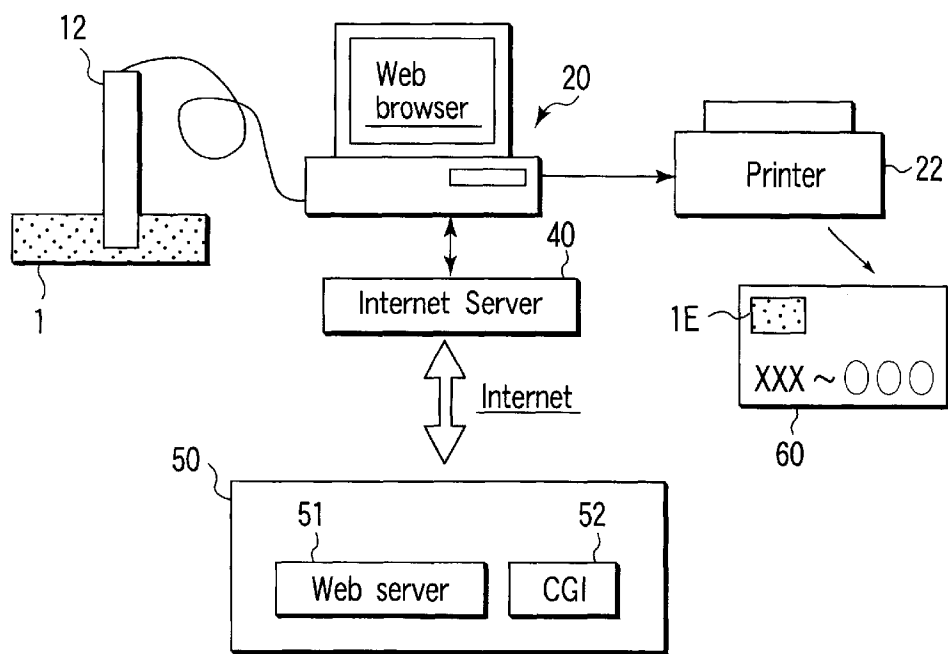 12
Web
browser
20
Printer
22
1
40
Internet Server
1E
XXX ~ ○○○
60
Internet
50
51
52
Web server
CGI